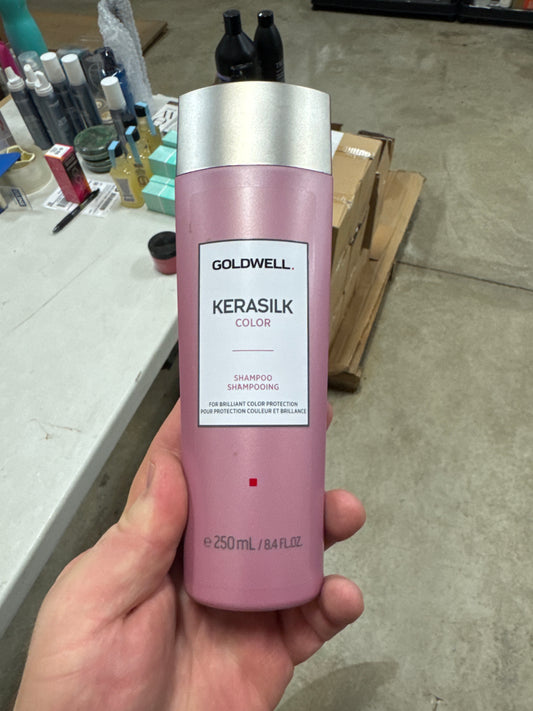 GOLDWELL.
KERASILK
COLOR
SHAMPOO
SHAMPOOING
FOR BRILLIANT COLOR PROTECTION
POUR PROTECTION COULEUR ET BRILLANCE
e 250 mL / 8.4 FL.OZ.